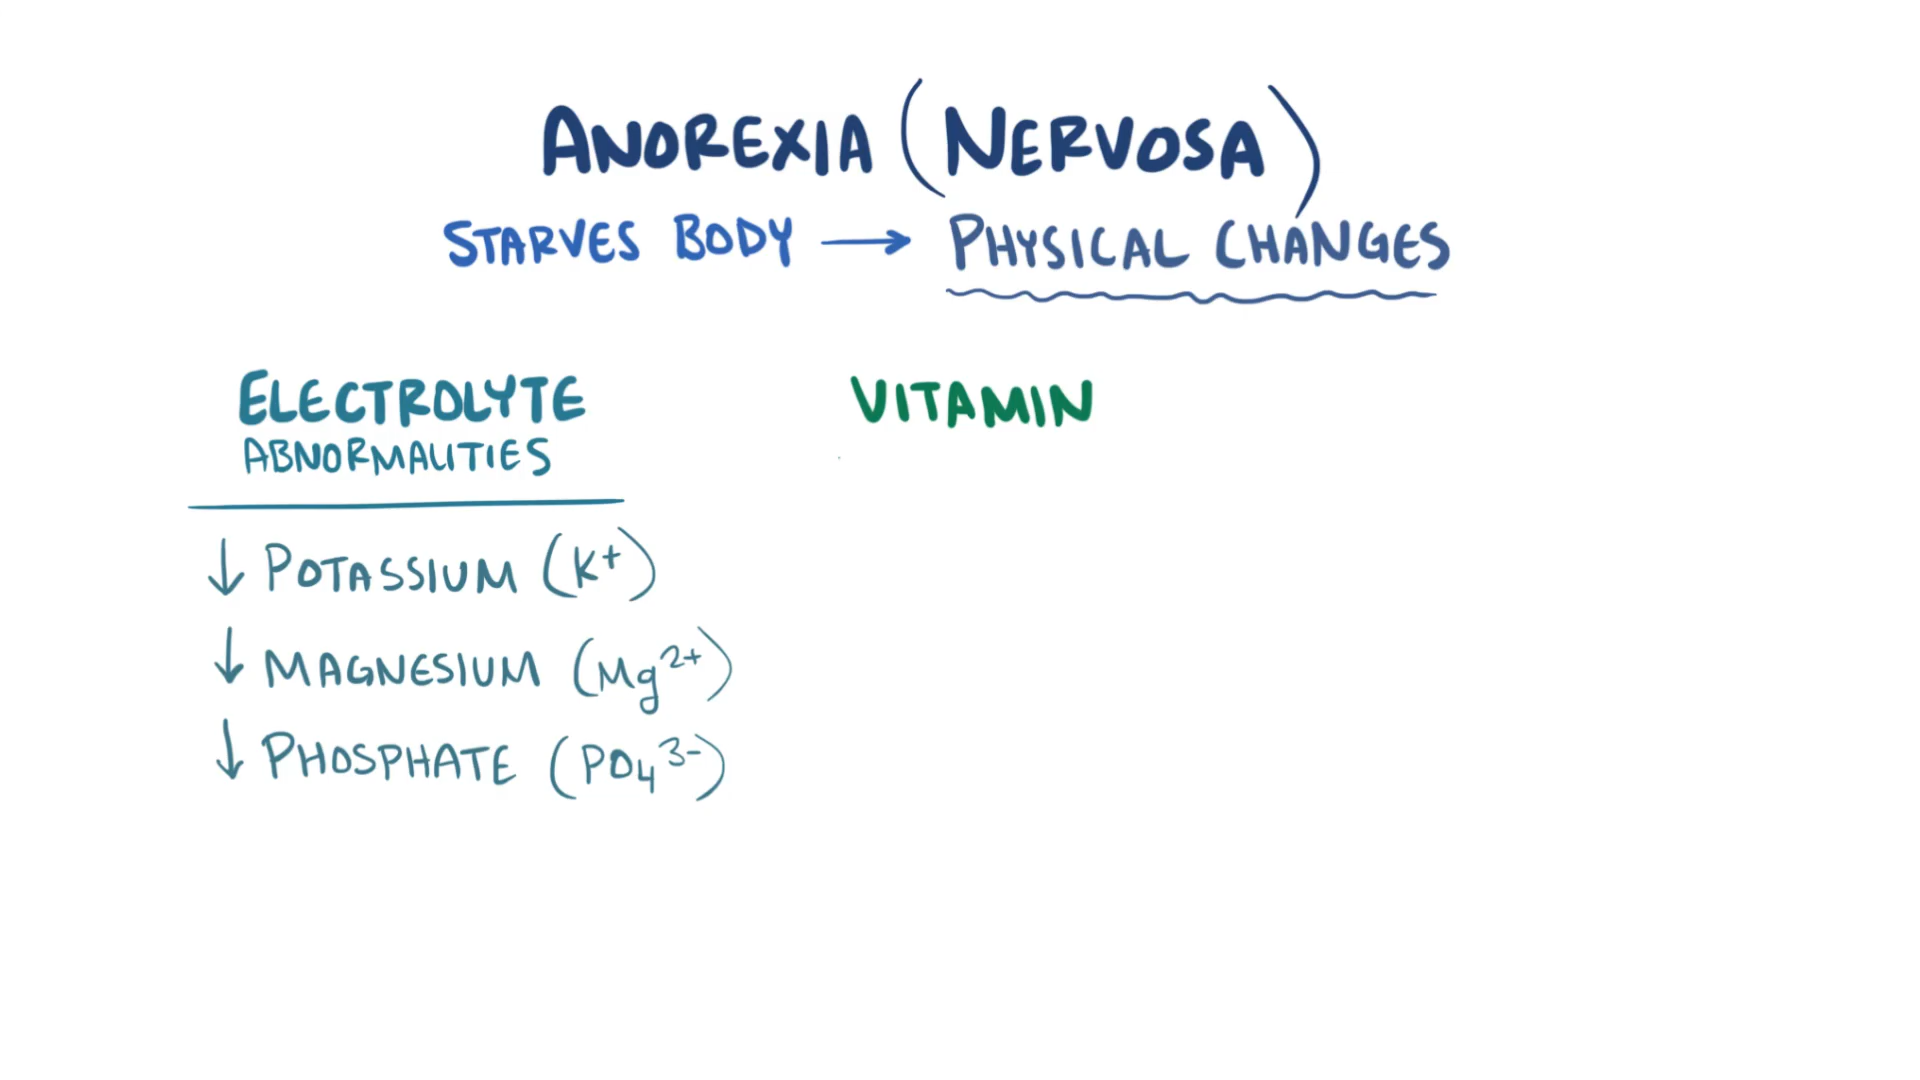 ANOREXIA (NERVOSA)
STARVES BODY → PHYSICAL CHANGES
ELECTROLYTE
ABNORMALITIES
↓ POTASSIUM (K⁺)
↓ MAGNESIUM (Mg²⁺)
↓ PHOSPHATE (PO₄³⁻)
VITAMIN